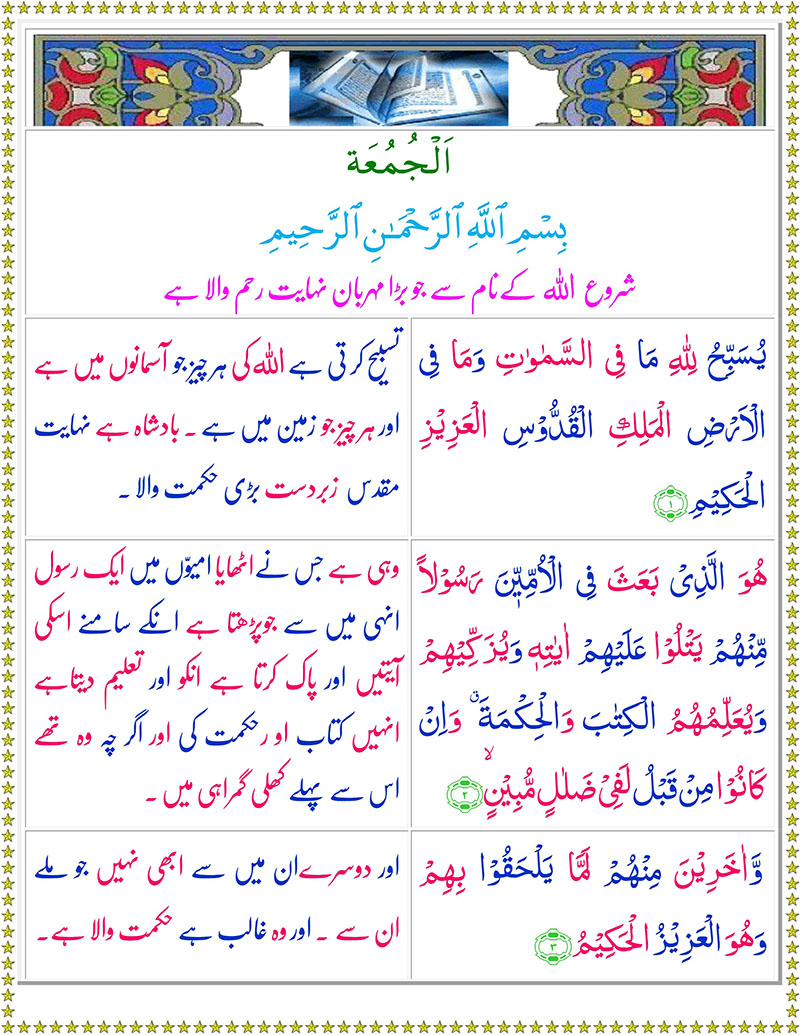 اَلْجُمُعَة
بِسْمِ ٱللَّهِ ٱلرَّحْمَـٰنِ ٱلرَّحِيمِ
شروع اللہ کے نام سے جو بڑا مہربان نہایت رحم والا ہے
یُسَبِّحُ لِلّٰهِ مَا فِی السَّمٰوٰتِ وَمَا فِی
الْاَرْضِ الْمَلِكِ الْقُدُّوْسِ الْعَزِیْزِ
الْحَكِیْمِ ۝۱
تسبیح کرتی ہے اللہ کی ہر چیز جو آسمانوں میں ہے
اور ہر چیز جو زمین میں ہے ۔ بادشاہ ہے نہایت
مقدس زبردست بڑی حکمت والا ۔
هُوَ الَّذِیْ بَعَثَ فِی الْاُمِّیّٖنَ رَسُوْلًا
مِّنْهُمْ یَتْلُوْا عَلَیْهِمْ اٰیٰتِهٖ وَیُزَكِّیْهِمْ
وَیُعَلِّمُهُمُ الْكِتٰبَ وَالْحِكْمَةَ ۗ وَاِنْ
كَانُوْا مِنْ قَبْلُ لَفِیْ ضَلٰلٍ مُّبِیْنٍ ۙ ۝۲
وہی ہے جس نے اٹھایا امیّوں میں ایک رسول
انہی میں سے جو پڑھتا ہے انکے سامنے اسکی
آیتیں اور پاک کرتا ہے انکو اور تعلیم دیتا ہے
انہیں کتاب او ر حکمت کی اور اگر چہ وہ تھے
اس سے پہلے کھلی گمراہی میں ۔
وَّاٰخَرِیْنَ مِنْهُمْ لَمَّا یَلْحَقُوْا بِهِمْ
وَهُوَ الْعَزِیْزُ الْحَكِیْمُ ۝۳
اور دوسرے ان میں سے ابھی نہیں جو ملے
ان سے ۔ اور وہ غالب ہے حکمت والا ہے۔